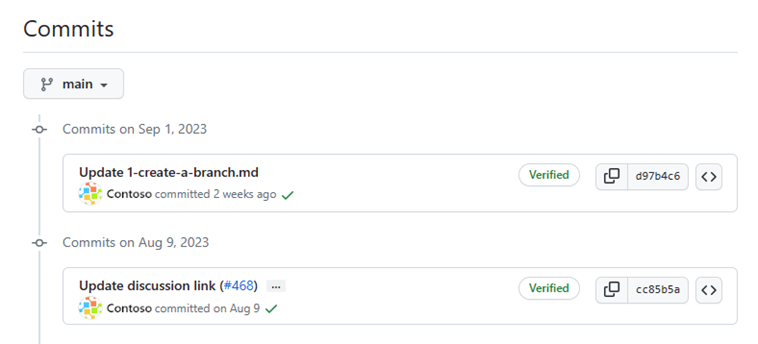 Commits
main
Commits on Sep 1, 2023
Update 1-create-a-branch.md
Verified
d97b4c6
Contoso committed 2 weeks ago
Commits on Aug 9, 2023
Update discussion link (#468) ...
Verified
cc85b5a
Contoso committed on Aug 9